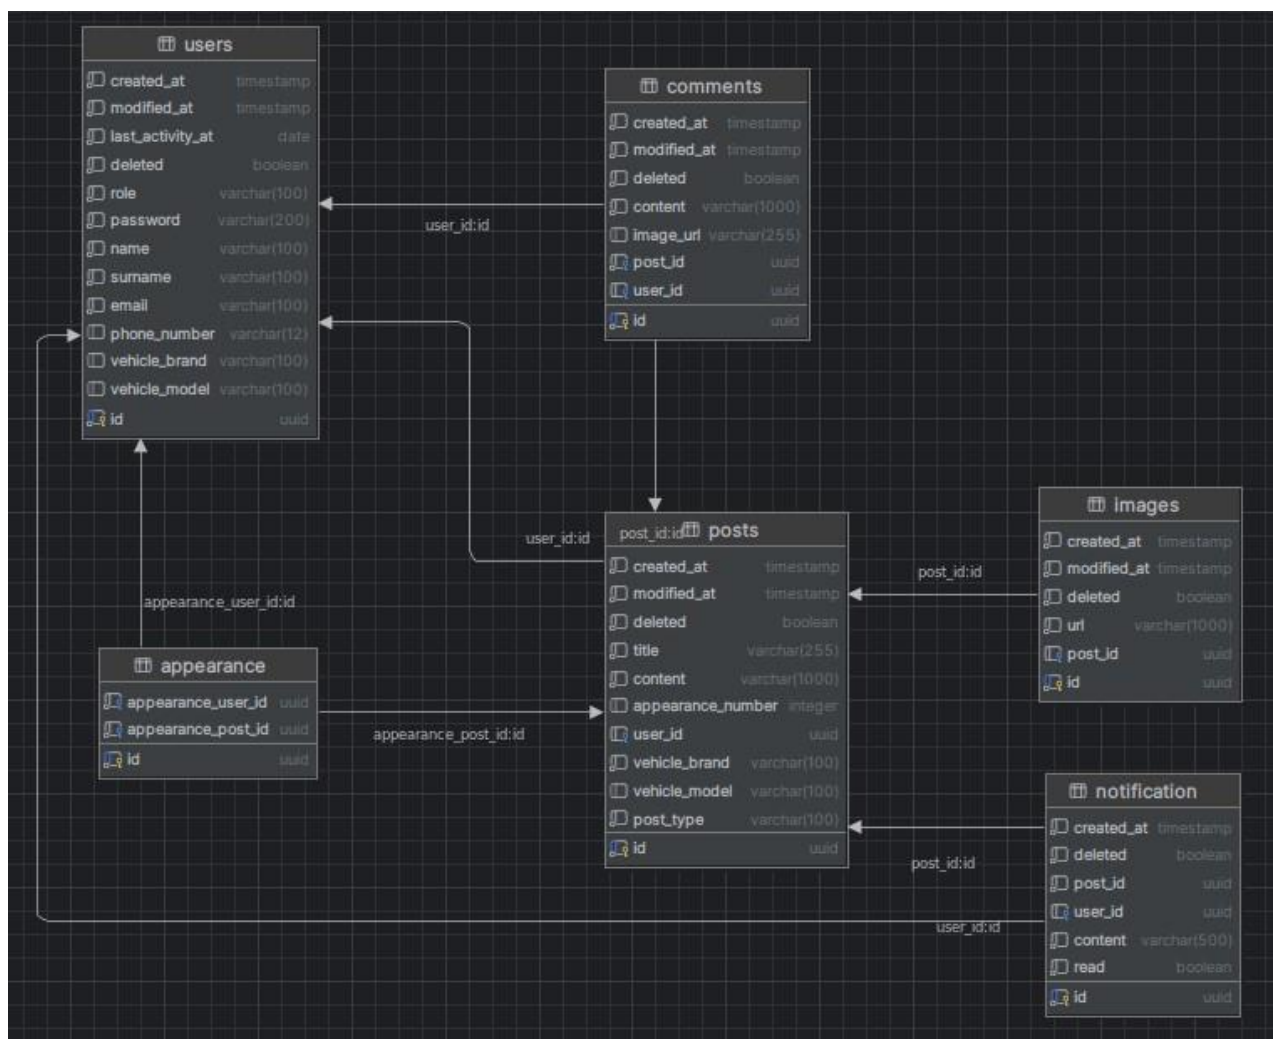 users
created_at timestamp
modified_at timestamp
last_activity_at date
deleted boolean
role varchar(100)
password varchar(200)
name varchar(100)
surname varchar(100)
email varchar(100)
phone_number varchar(12)
vehicle_brand varchar(100)
vehicle_model varchar(100)
id uuid
comments
created_at timestamp
modified_at timestamp
deleted boolean
content varchar(1000)
image_url varchar(255)
post_id uuid
user_id uuid
id uuid
user_id:id
user_id:id
post_id:id
posts
created_at timestamp
modified_at timestamp
deleted boolean
title varchar(255)
content varchar(1000)
appearance_number integer
user_id uuid
vehicle_brand varchar(100)
vehicle_model varchar(100)
post_type varchar(100)
id uuid
images
created_at timestamp
modified_at timestamp
deleted boolean
url varchar(1000)
post_id uuid
id uuid
post_id:id
appearance_user_id:id
appearance
appearance_user_id uuid
appearance_post_id uuid
id uuid
appearance_post_id:id
notification
created_at timestamp
deleted boolean
post_id uuid
user_id uuid
content varchar(500)
read boolean
id uuid
post_id:id
user_id:id